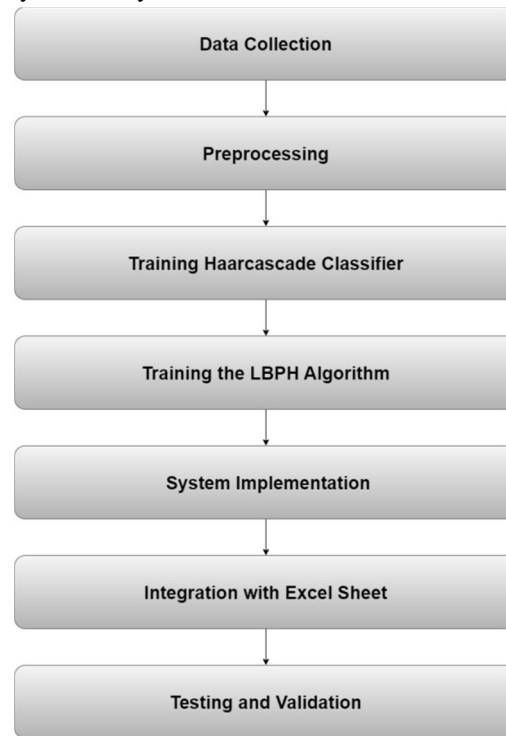 Data Collection
Preprocessing
Training Haarcascade Classifier
Training the LBPH Algorithm
System Implementation
Integration with Excel Sheet
Testing and Validation